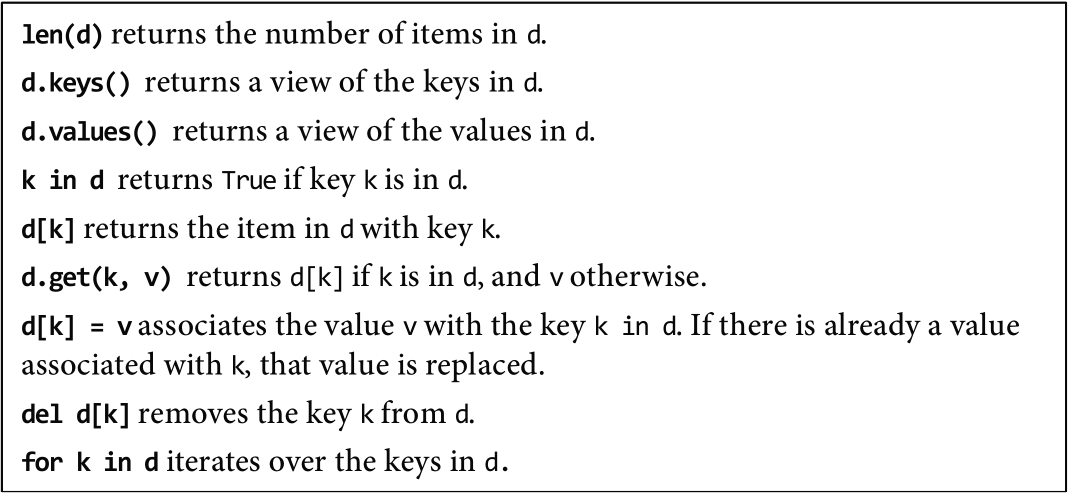 len(d) returns the number of items in d.
d.keys() returns a view of the keys in d.
d.values() returns a view of the values in d.
k in d returns True if key k is in d.
d[k] returns the item in d with key k.
d.get(k, v) returns d[k] if k is in d, and v otherwise.
d[k] = v associates the value v with the key k in d. If there is already a value
associated with k, that value is replaced.
del d[k] removes the key k from d.
for k in d iterates over the keys in d.